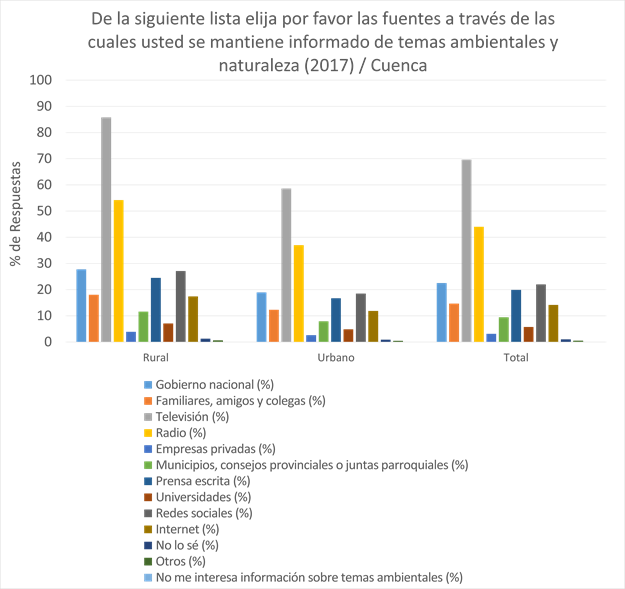 De la siguiente lista elija por favor las fuentes a través de las
cuales usted se mantiene informado de temas ambientales y
naturaleza (2017) / Cuenca
100
90
80
70
60
50
40
30
20
10
0
% de Respuestas
Rural
Urbano
Total
Gobierno nacional (%)
Familiares, amigos y colegas (%)
Televisión (%)
Radio (%)
Empresas privadas (%)
Municipios, consejos provinciales o juntas parroquiales (%)
Prensa escrita (%)
Universidades (%)
Redes sociales (%)
Internet (%)
No lo sé (%)
Otros (%)
No me interesa información sobre temas ambientales (%)